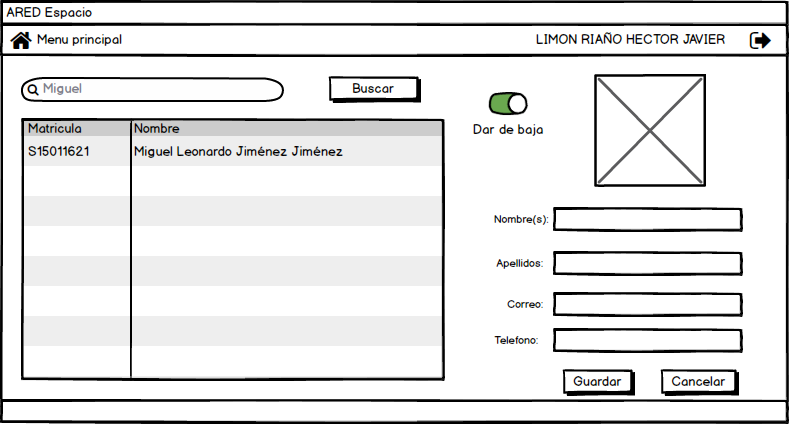 ARED Espacio
Menu principal
LIMON RIAÑO HECTOR JAVIER
Miguel
Buscar
Dar de baja
Matricula Nombre
S15011621 Miguel Leonardo Jiménez Jiménez
Nombre(s):
Apellidos:
Correo:
Telefono:
Guardar Cancelar